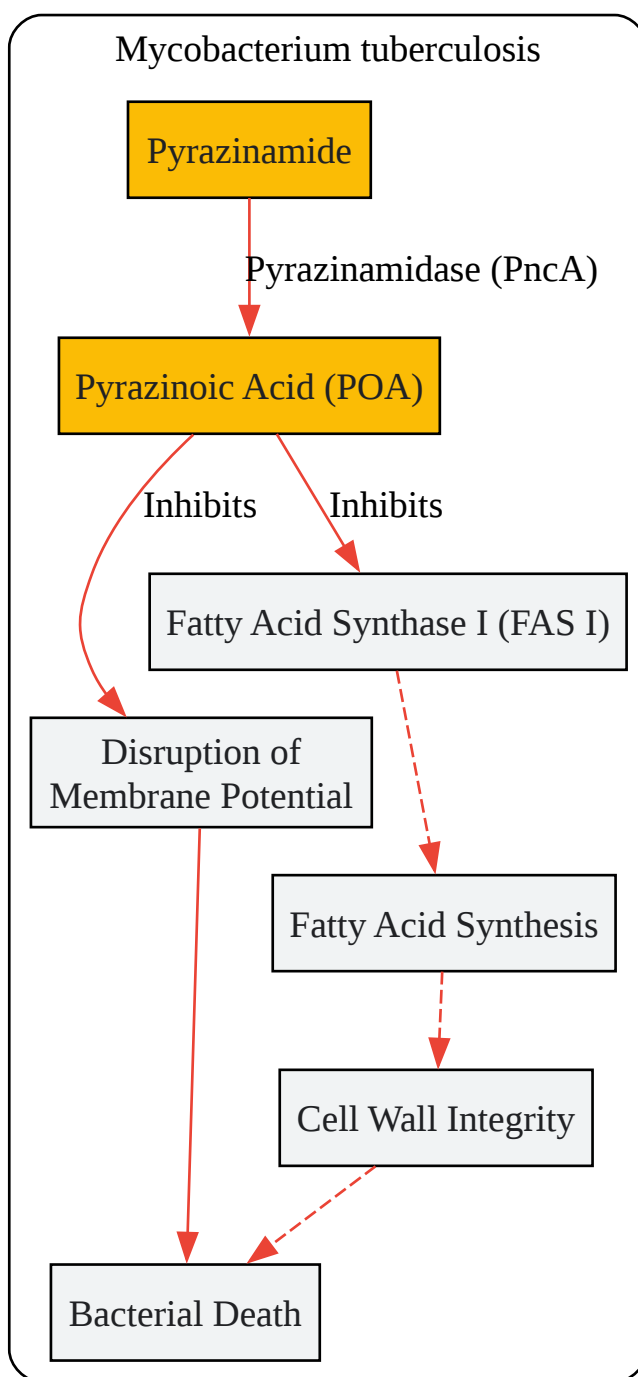 Mycobacterium tuberculosis
Pyrazinamide
Pyrazinamidase (PncA)
Pyrazinoic Acid (POA)
Inhibits
Inhibits
Fatty Acid Synthase I (FAS I)
Disruption of
Membrane Potential
Fatty Acid Synthesis
Cell Wall Integrity
Bacterial Death